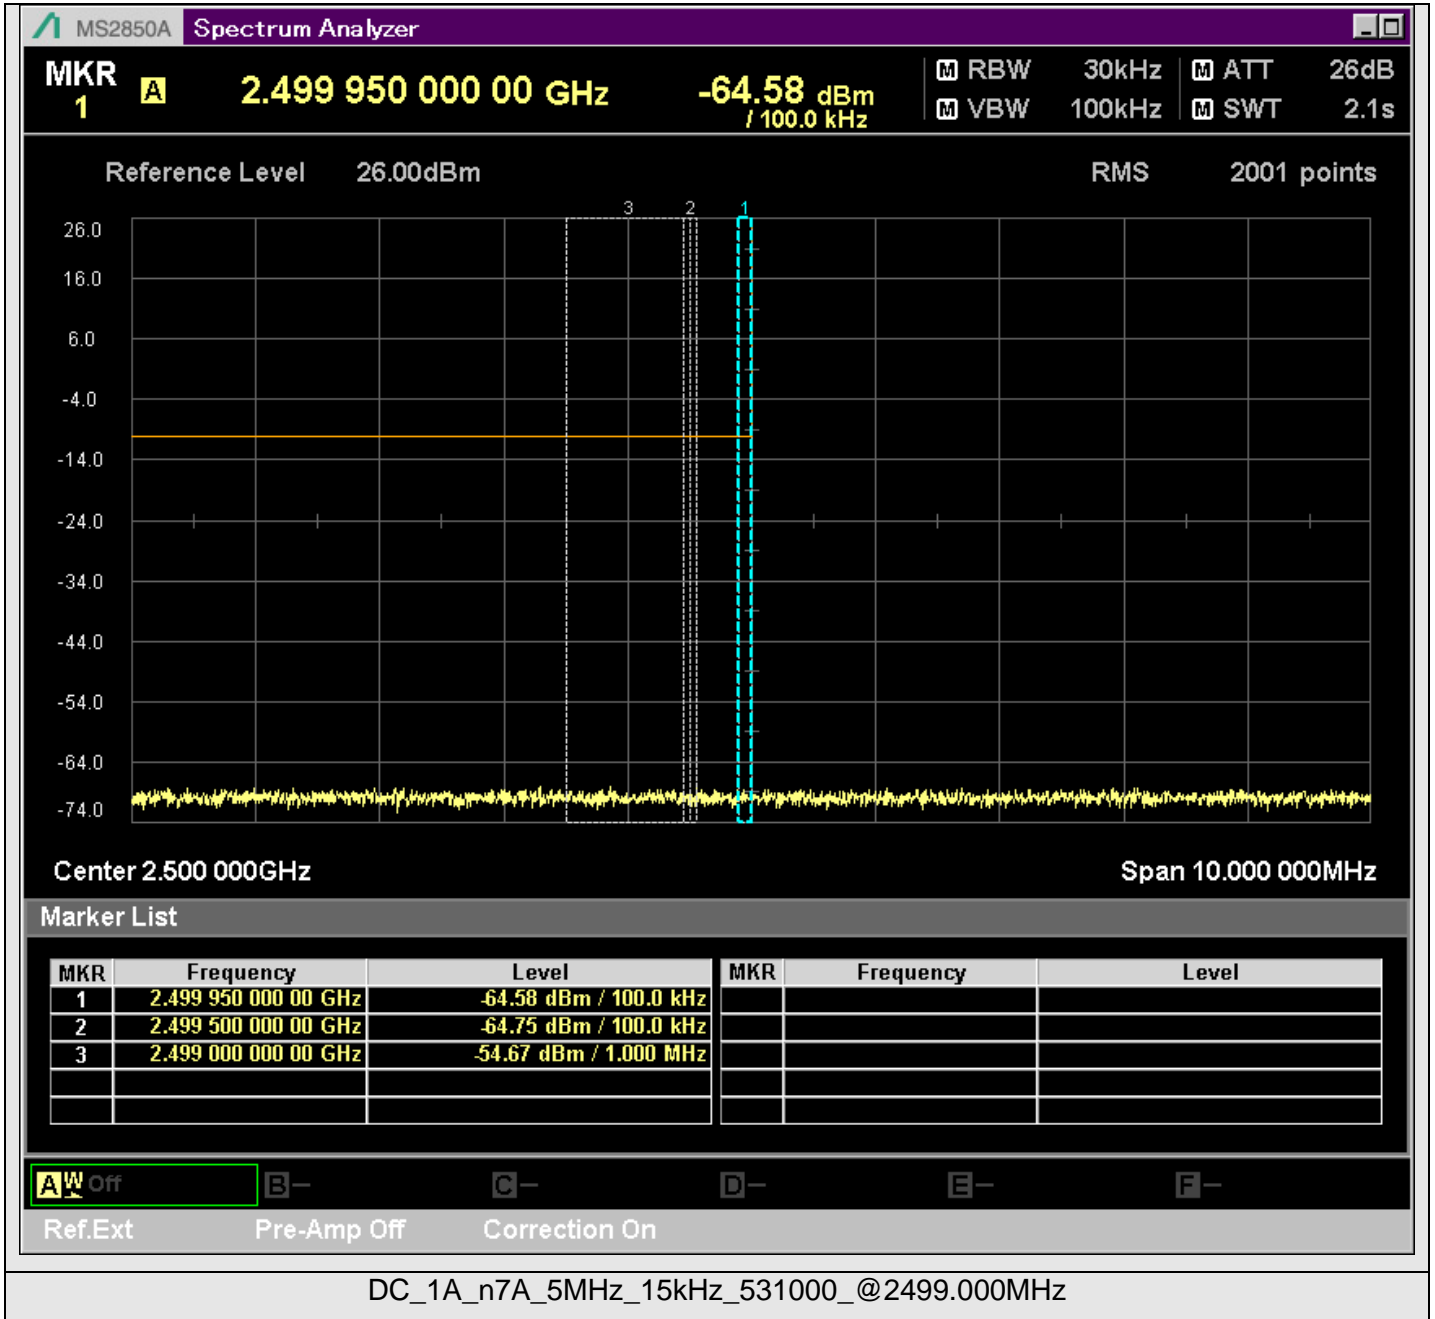 MS2850A Spectrum Analyzer
MKR 1 A 2.499 950 000 00 GHz -64.58 dBm / 100.0 kHz
M RBW 30kHz M ATT 26dB
M VBW 100kHz M SWT 2.1s
Reference Level 26.00dBm RMS 2001 points
3 2 1
26.0
16.0
6.0
-4.0
-14.0
-24.0
-34.0
-44.0
-54.0
-64.0
-74.0
Center 2.500 000GHz Span 10.000 000MHz
Marker List
MKR Frequency Level MKR Frequency Level
1 2.499 950 000 00 GHz -64.58 dBm / 100.0 kHz
2 2.499 500 000 00 GHz -64.75 dBm / 100.0 kHz
3 2.499 000 000 00 GHz -54.67 dBm / 1.000 MHz
A W Off B — C — D — E — F —
Ref.Ext Pre-Amp Off Correction On
DC_1A_n7A_5MHz_15kHz_531000_@2499.000MHz